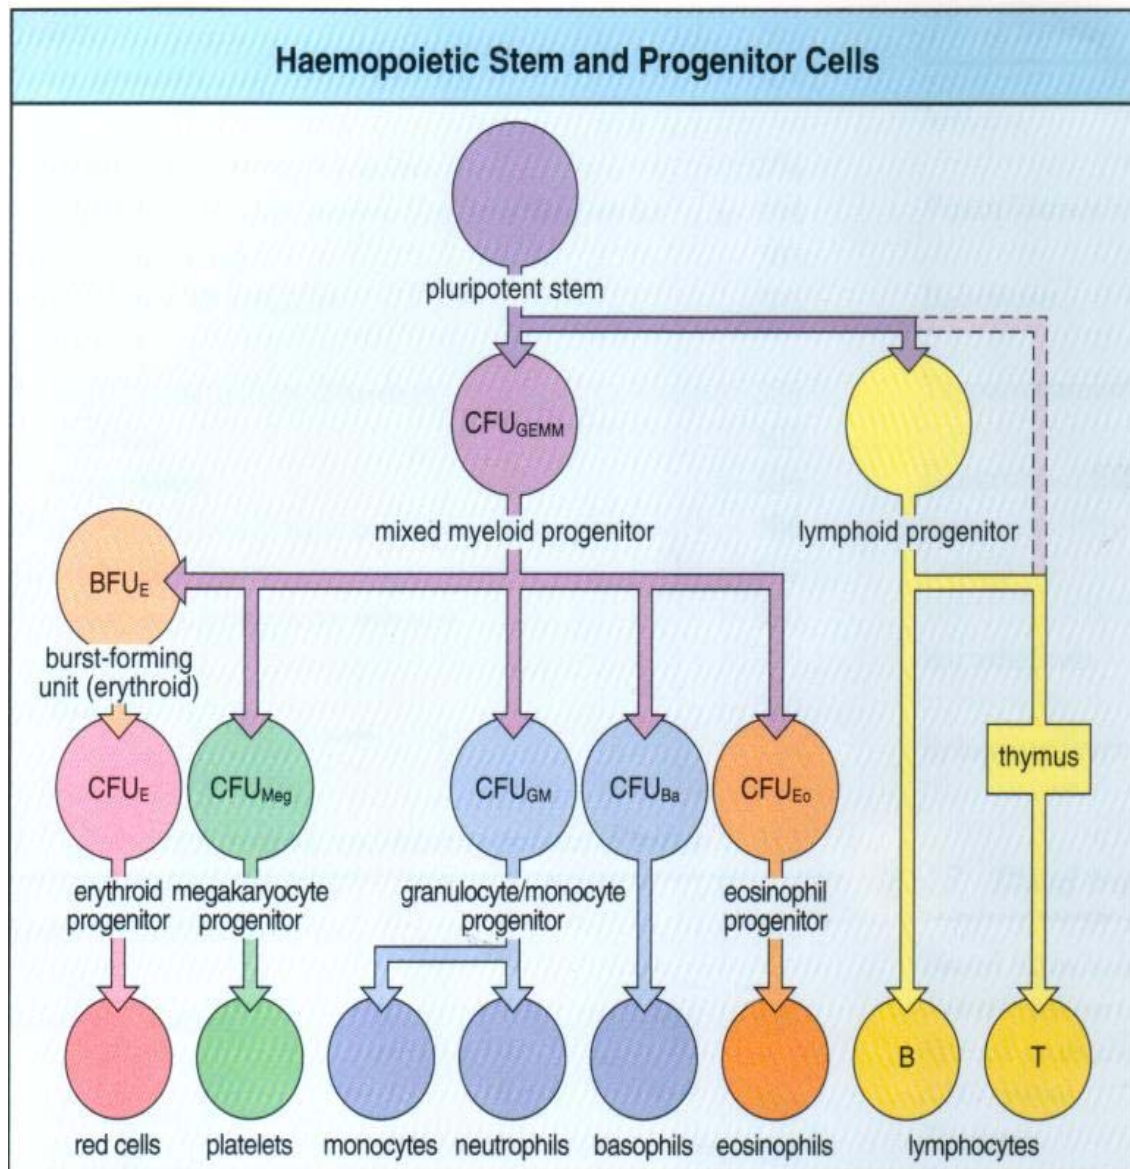 Haemopoietic Stem and Progenitor Cells
pluripotent stem
CFUGEMM
mixed myeloid progenitor
lymphoid progenitor
BFUE
burst-forming
unit (erythroid)
CFUE
CFUMeg
CFUGM
CFUBa
CFUEo
thymus
erythroid
progenitor
megakaryocyte
progenitor
granulocyte/monocyte
progenitor
eosinophil
progenitor
B
T
red cells
platelets
monocytes
neutrophils
basophils
eosinophils
lymphocytes